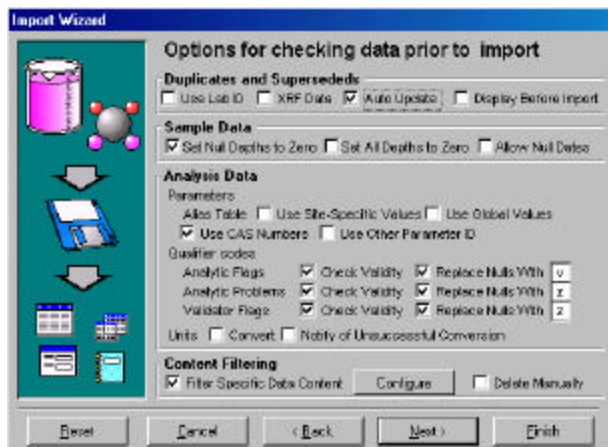 Import Wizard
Options for checking data prior to import
Duplicates and Supersededs
Use Lab ID XRF Data Auto Update Display Before Import
Sample Data
Set Null Depths to Zero Set All Depths to Zero Allow Null Dates
Analysis Data
Parameters
Alias Table Use Site-Specific Values Use Global Values
Use CAS Numbers Use Other Parameter ID
Qualifier codes
Analytic Flags Check Validity Replace Nulls With v
Analytic Problems Check Validity Replace Nulls With
Validator Flags Check Validity Replace Nulls With
Units Convert Notify of Unsuccessful Conversion
Content Filtering
Filter Specific Data Content Configure Delete Manually
Reset Cancel < Back Next > Finish